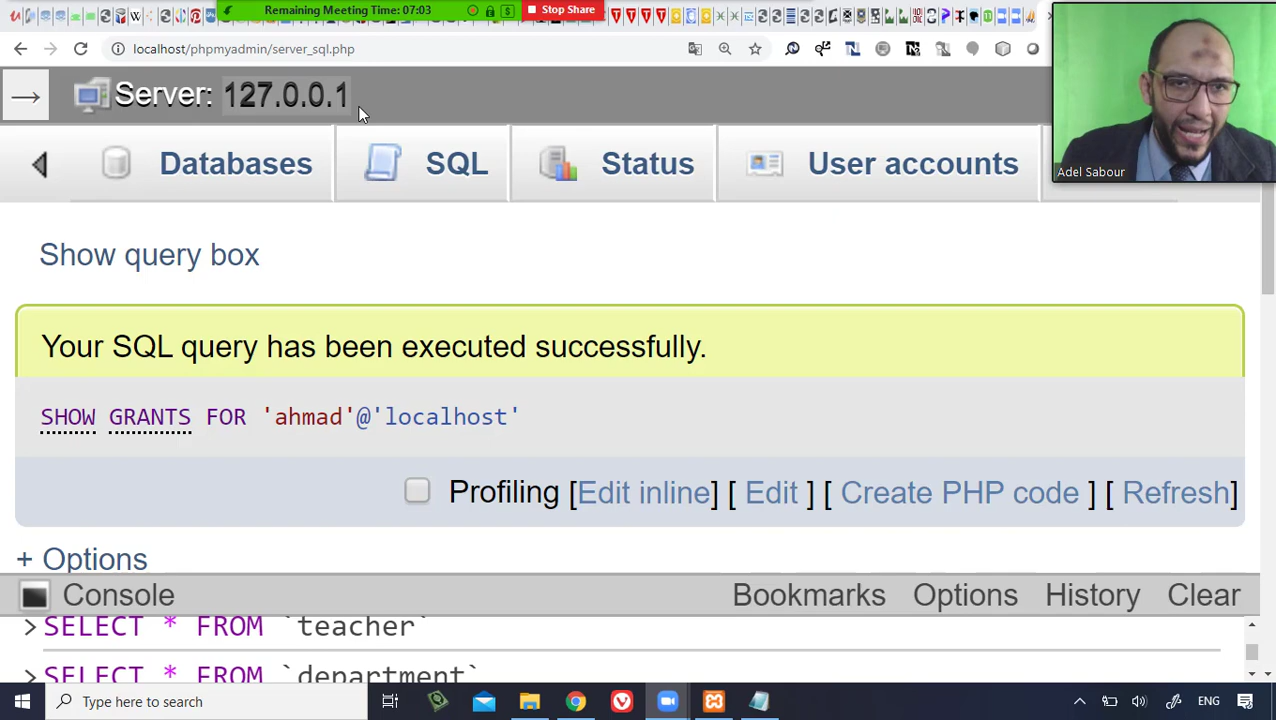 Remaining Meeting Time: 07:03
Stop Share
localhost/phpmyadmin/server_sql.php
→ Server: 127.0.0.1
Databases
SQL
Status
User accounts
Adel Sabour
Show query box
Your SQL query has been executed successfully.
SHOW GRANTS FOR 'ahmad'@'localhost'
Profiling [Edit inline] [ Edit ] [ Create PHP code ] [ Refresh]
+ Options
Console
Bookmarks Options History Clear
>SELECT * FROM `teacher`
>SELECT * FROM `department`
Type here to search
ENG